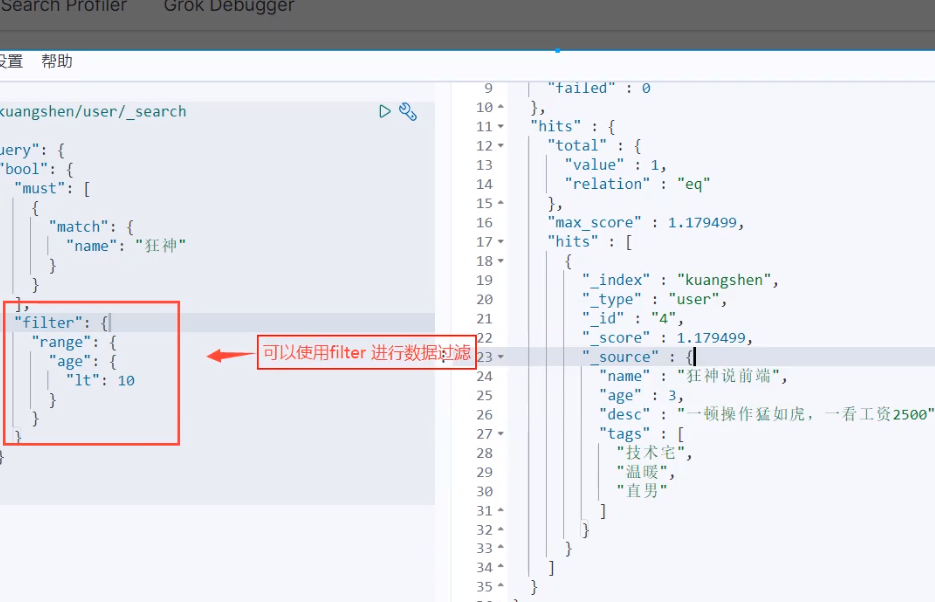 Search Profiler Grok Debugger
设置 帮助
kuangshen/user/_search
uery": {
"bool": {
"must": [
{
"match": {
"name": "狂神"
}
}
],
"filter": {
"range": {
"age": {
"lt": 10
}
}
}
}
可以使用filter 进行数据过滤
9 "failed" : 0
10 },
11 "hits" : {
12 "total" : {
13 "value" : 1,
14 "relation" : "eq"
15 },
16 "max_score" : 1.179499,
17 "hits" : [
18 {
19 "_index" : "kuangshen",
20 "_type" : "user",
21 "_id" : "4",
22 "_score" : 1.179499,
23 "_source" : {
24 "name" : "狂神说前端",
25 "age" : 3,
26 "desc" : "一顿操作猛如虎，一看工资2500"
27 "tags" : [
28 "技术宅",
29 "温暖",
30 "直男"
31 ]
32 }
33 }
34 ]
35 }